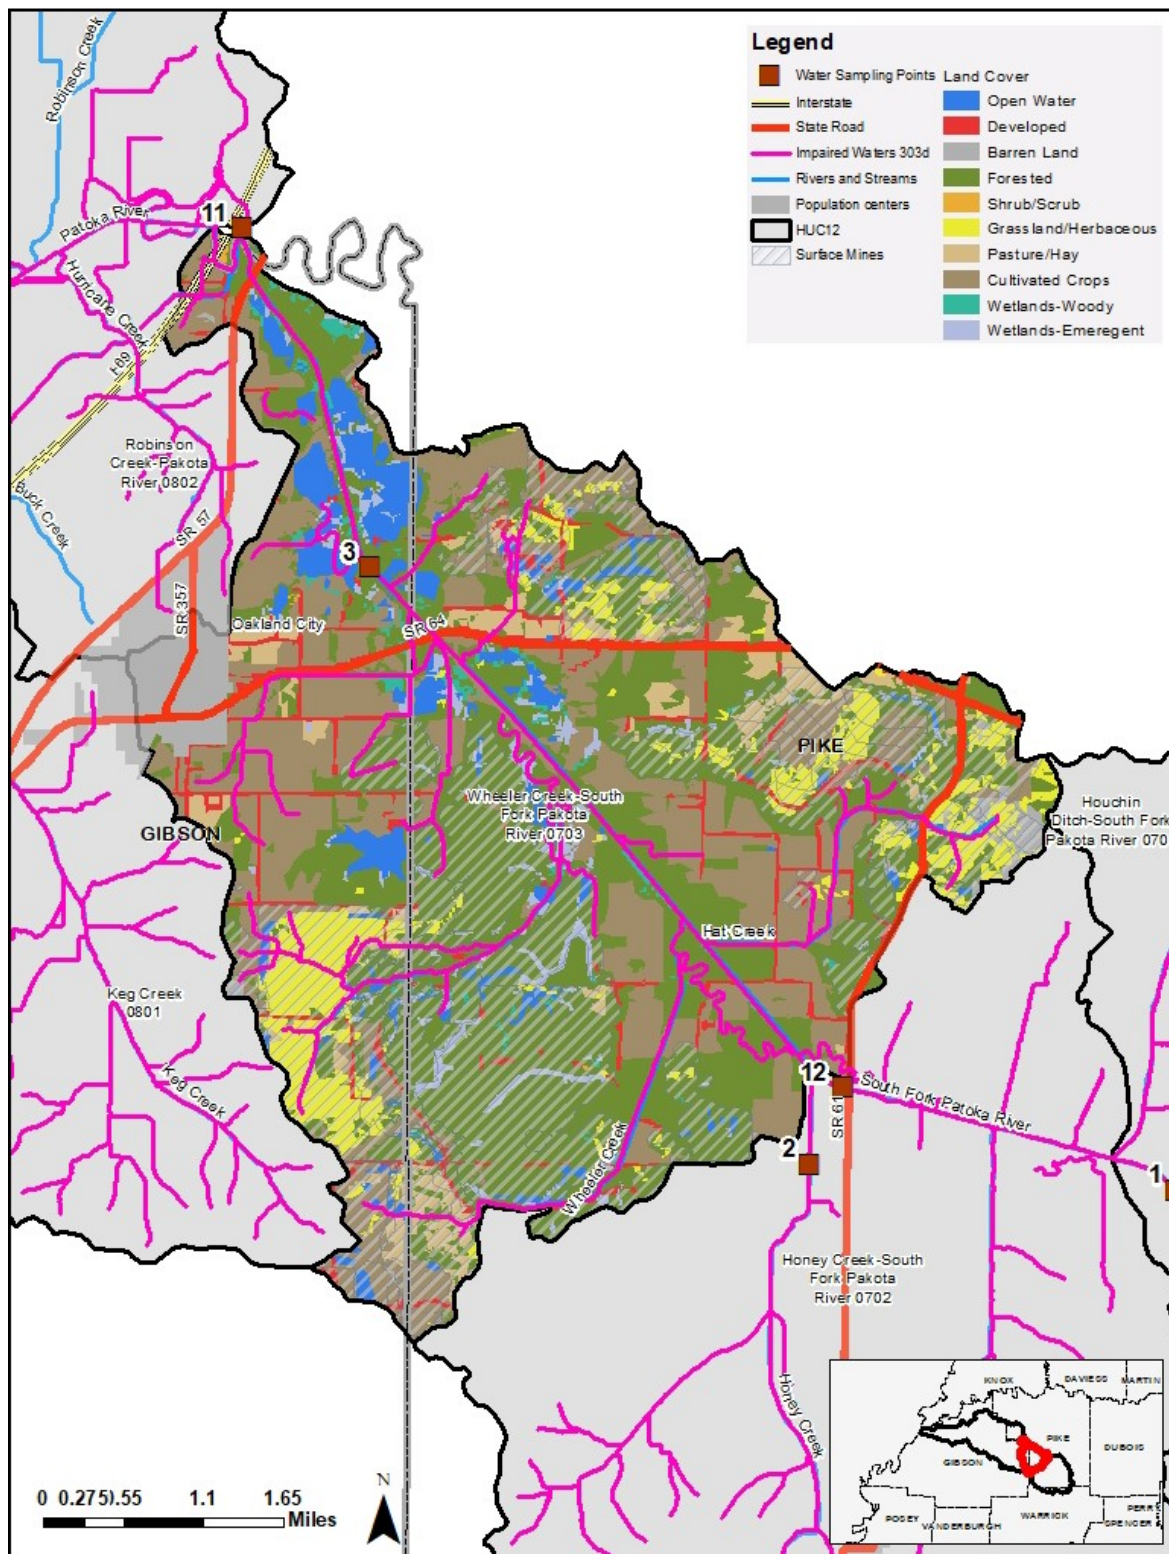 Legend
Water Sampling Points
Interstate
State Road
Impaired Waters 303d
Rivers and Streams
Population centers
HUC12
Surface Mines
Land Cover
Open Water
Developed
Barren Land
Forested
Shrub/Scrub
Grassland/Herbaceous
Pasture/Hay
Cultivated Crops
Wetlands-Woody
Wetlands-Emeregent
Robinson Creek
11
Patoka River
Hurricane Creek
I-69
Robinson
Creek-Pakota
River 0802
Buck Creek
SR 57
3
SR 357
Oakland City
SR 64
PIKE
Wheeler Creek-South
Fork Pakota
River 0703
Houchin
Ditch-South Fork
Pakota River 070
GIBSON
Hat Creek
Keg Creek
0801
Keg Creek
12
South Fork Patoka River
SR 61
2
1
Wheeler Creek
Honey Creek-South
Fork Pakota
River 0702
Honey Creek
KNOX
DAVIESS
MARTIN
PIKE
DUBOIS
GIBSON
WARRICK
PERRY
POSEY
VANDERBURGH
SPENCER
N
0 0.275 0.55 1.1 1.65
Miles